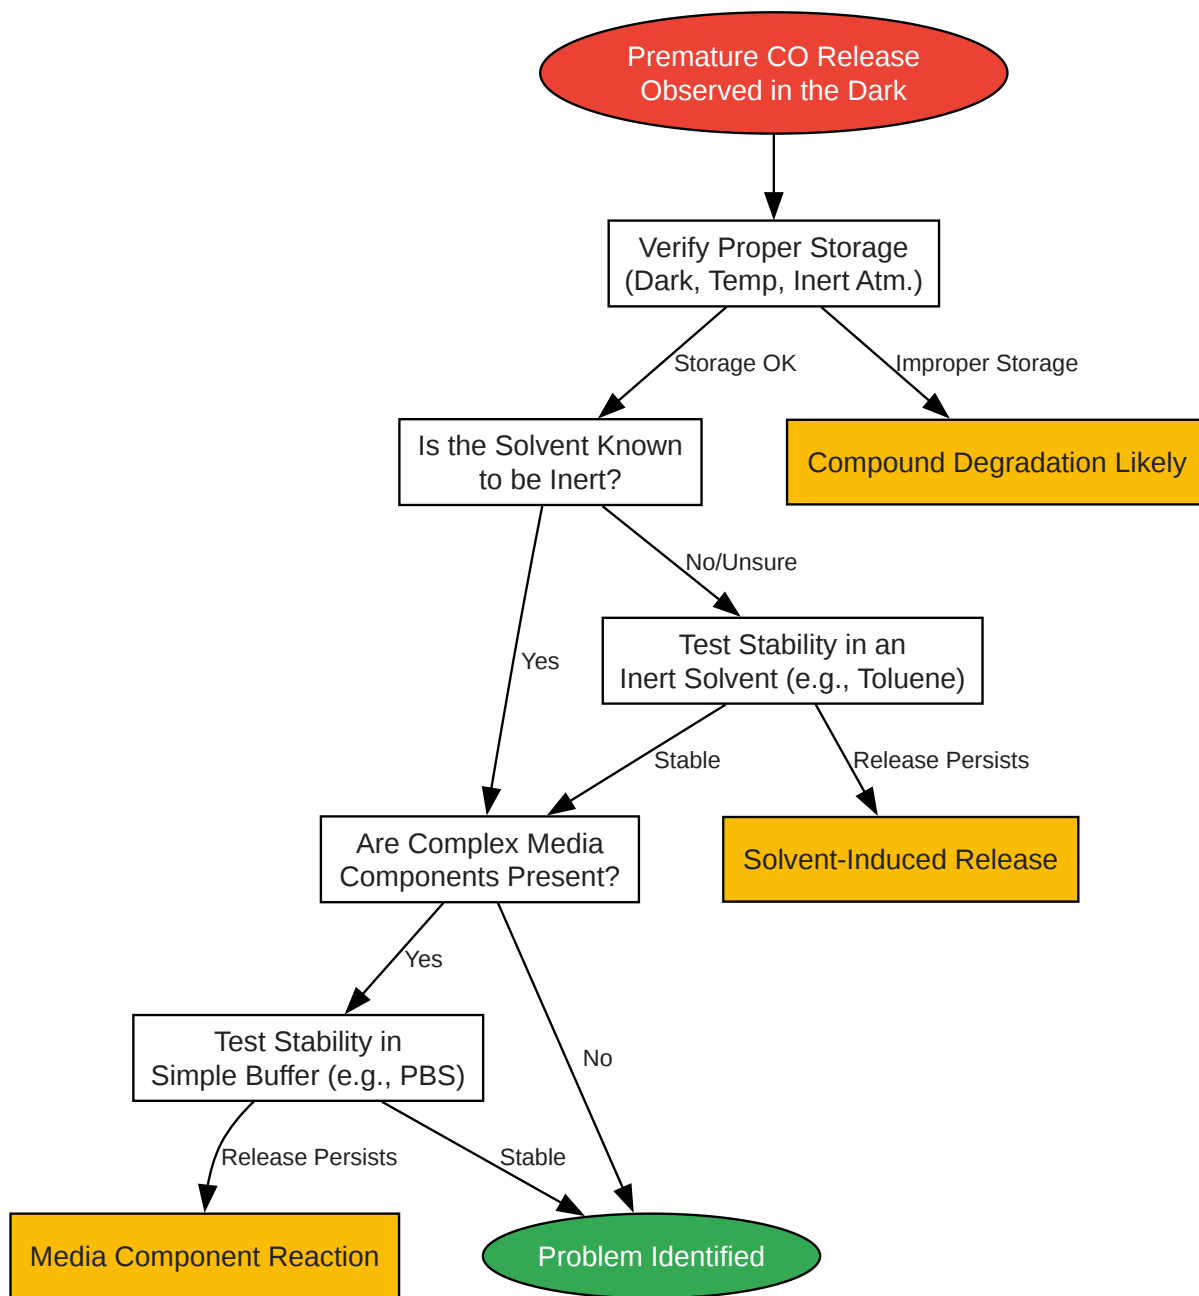 Premature CO Release
Observed in the Dark
Verify Proper Storage
(Dark, Temp, Inert Atm.)
Storage OK
Improper Storage
Is the Solvent Known
to be Inert?
Compound Degradation Likely
No/Unsure
Test Stability in an
Inert Solvent (e.g., Toluene)
Yes
Stable
Release Persists
Are Complex Media
Components Present?
Solvent-Induced Release
Yes
Test Stability in
Simple Buffer (e.g., PBS)
No
Release Persists
Stable
Media Component Reaction
Problem Identified